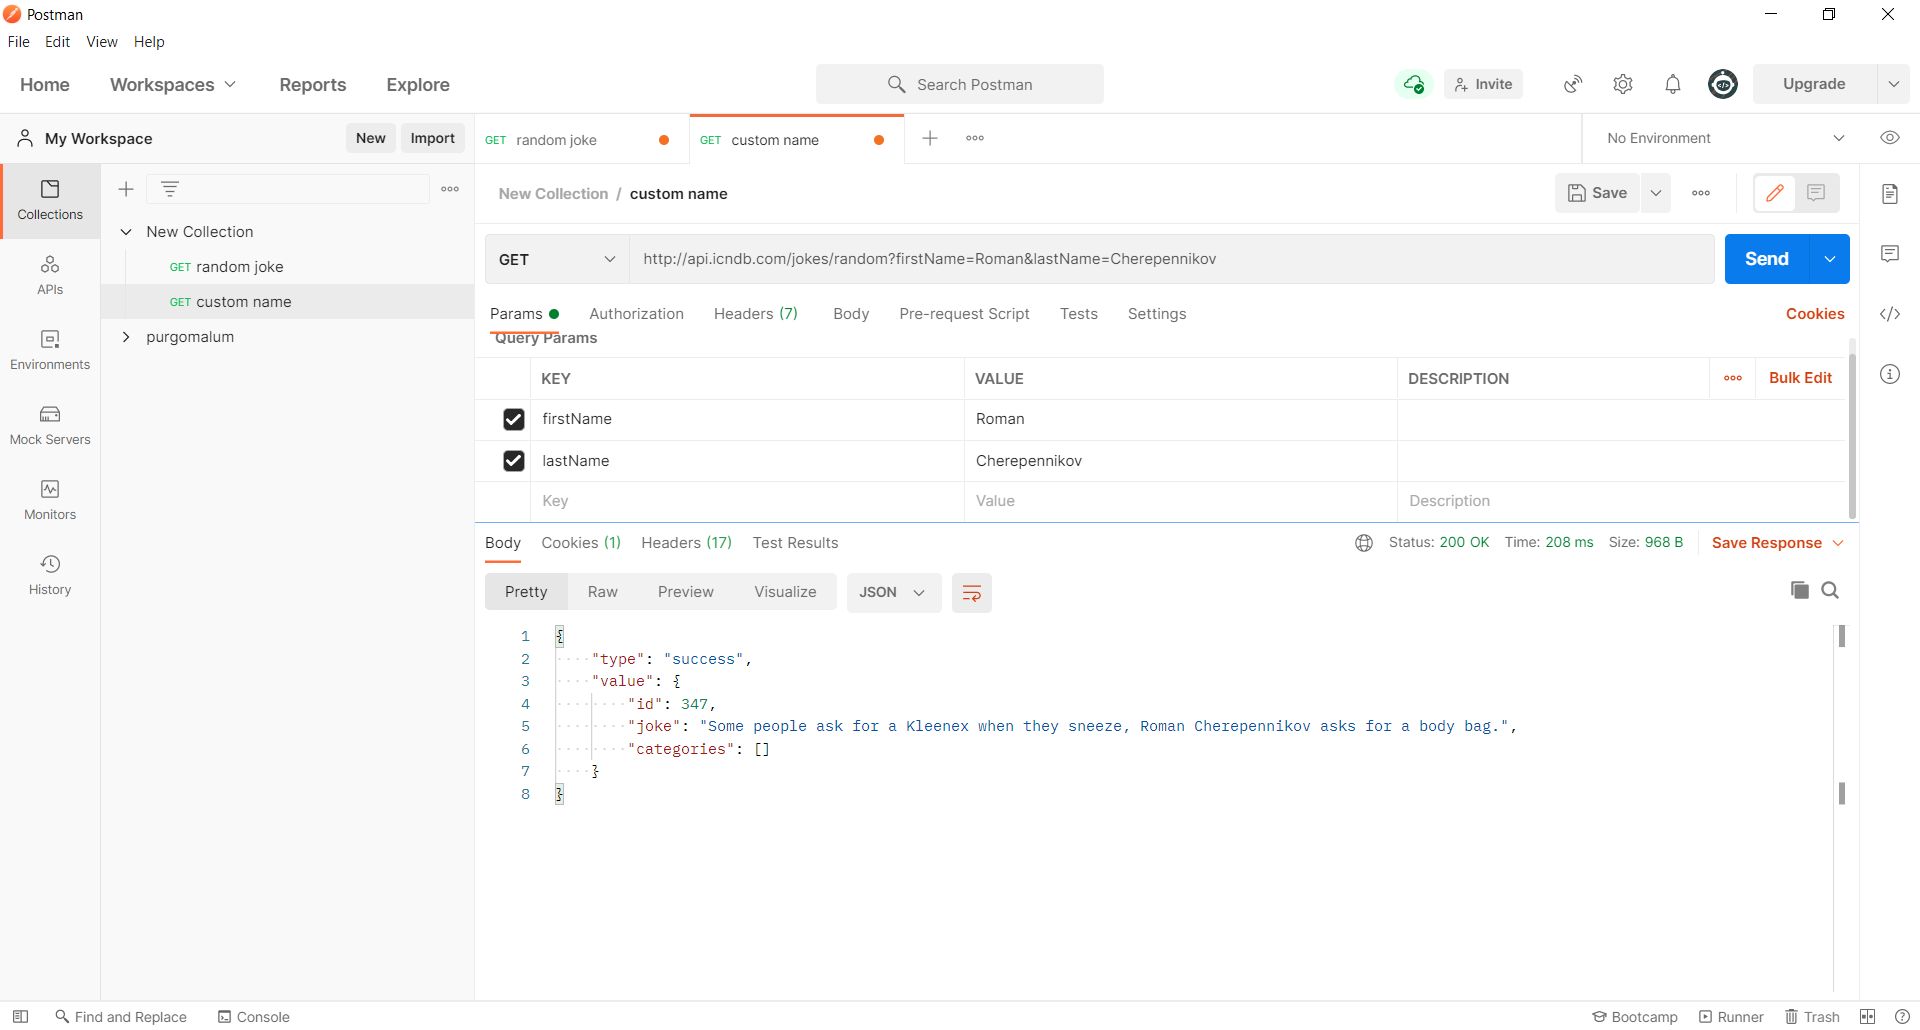 Postman
File Edit View Help
Home Workspaces Reports Explore Search Postman Invite Upgrade
My Workspace New Import GET random joke GET custom name No Environment
Collections
APIs
Environments
Mock Servers
Monitors
History
New Collection
GET random joke
GET custom name
purgomalum
New Collection / custom name Save
GET http://api.icndb.com/jokes/random?firstName=Roman&lastName=Cherepennikov Send
Params Authorization Headers (7) Body Pre-request Script Tests Settings Cookies
Query Params
KEY VALUE DESCRIPTION Bulk Edit
firstName Roman
lastName Cherepennikov
Key Value Description
Body Cookies (1) Headers (17) Test Results Status: 200 OK Time: 208 ms Size: 968 B Save Response
Pretty Raw Preview Visualize JSON
1 {
2 "type": "success",
3 "value": {
4 "id": 347,
5 "joke": "Some people ask for a Kleenex when they sneeze, Roman Cherepennikov asks for a body bag.",
6 "categories": []
7 }
8 }
Find and Replace Console Bootcamp Runner Trash